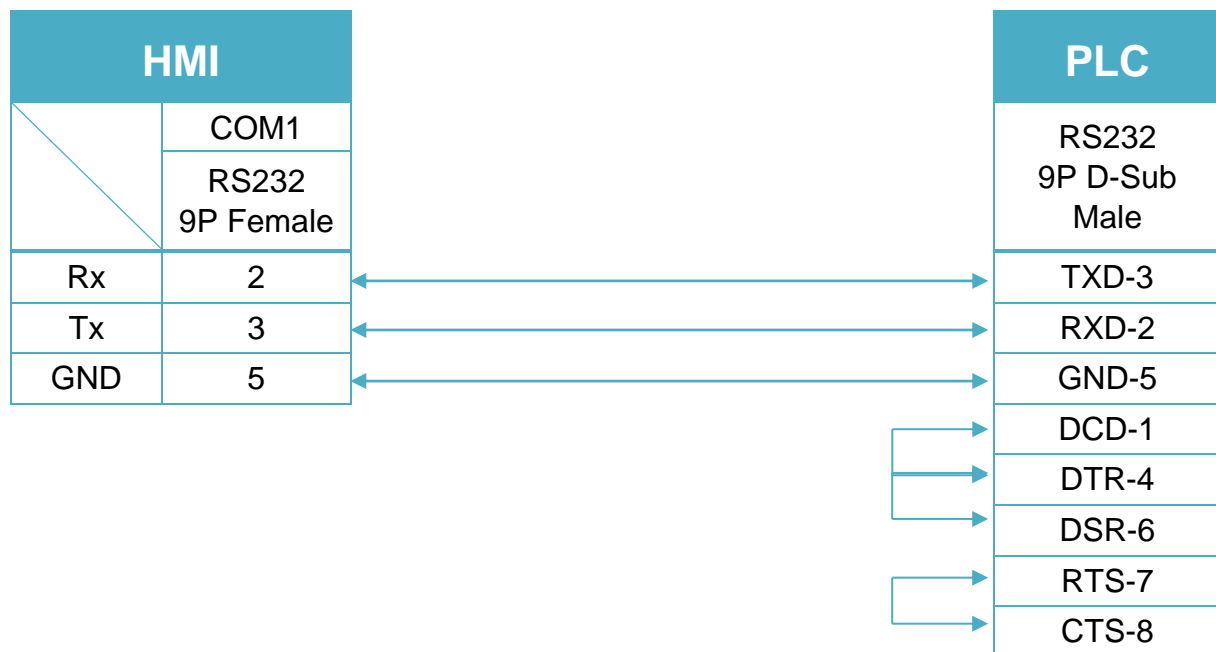 HMI
COM1
RS232
9P Female
Rx 2
Tx 3
GND 5
PLC
RS232
9P D-Sub
Male
TXD-3
RXD-2
GND-5
DCD-1
DTR-4
DSR-6
RTS-7
CTS-8